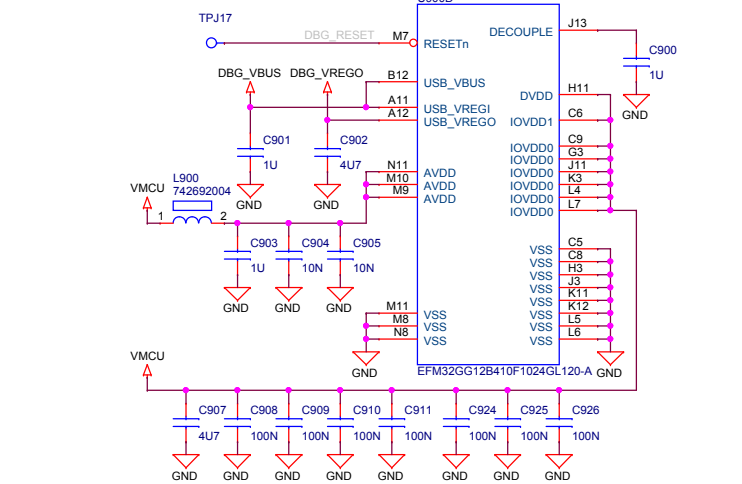 TPJ17
DBG_RESET
M7
RESETn
DECOUPLE
J13
C900
1U
GND
DBG_VBUS
DBG_VREGO
B12
USB_VBUS
A11
USB_VREGI
A12
USB_VREGO
DVDD
H11
IOVDD1
C6
IOVDD0
C9
IOVDD0
G3
IOVDD0
J11
IOVDD0
K3
IOVDD0
L4
IOVDD0
L7
C901
1U
GND
C902
4U7
GND
L900
742692004
VMCU
1
2
N11
AVDD
M10
AVDD
M9
AVDD
C903
1U
GND
C904
10N
GND
C905
10N
GND
VSS
C5
VSS
C8
VSS
H3
VSS
J3
VSS
K11
VSS
K12
VSS
L5
VSS
L6
M11
VSS
M8
VSS
N8
VSS
GND
GND
EFM32GG12B410F1024GL120-A
VMCU
C907
4U7
GND
C908
100N
GND
C909
100N
GND
C910
100N
GND
C911
100N
GND
C924
100N
GND
C925
100N
GND
C926
100N
GND